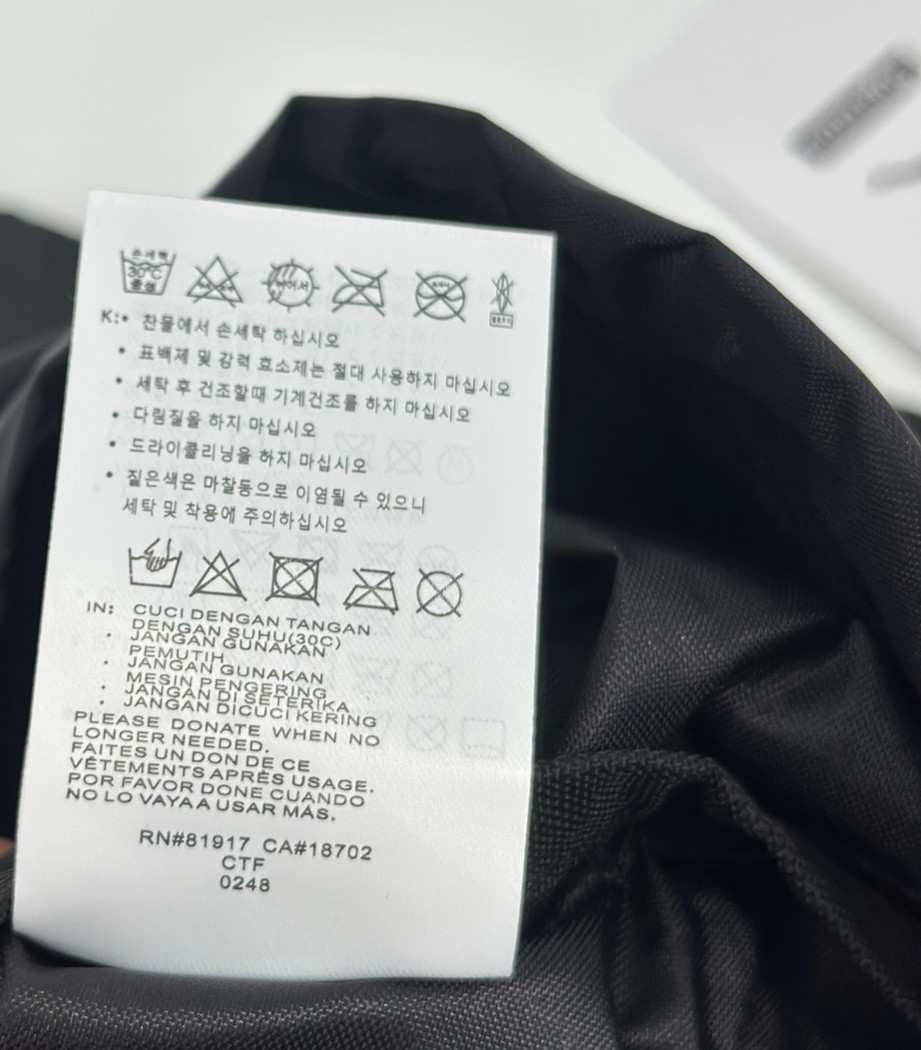 손세탁
30°C
중성
K:• 찬물에서 손세탁 하십시오
• 표백제 및 강력 효소제는 절대 사용하지 마십시오
• 세탁 후 건조할때 기계건조를 하지 마십시오
• 다림질을 하지 마십시오
• 드라이클리닝을 하지 마십시오
• 짙은색은 마찰등으로 이염될 수 있으니
세탁 및 착용에 주의하십시오
IN: CUCI DENGAN TANGAN
DENGAN SUHU(30C)
· JANGAN GUNAKAN
PEMUTIH
· JANGAN GUNAKAN
MESIN PENGERING
· JANGAN DI SETERIKA
· JANGAN DICUCI KERING
PLEASE DONATE WHEN NO
LONGER NEEDED.
FAITES UN DON DE CE
VÊTEMENTS APRÈS USAGE.
POR FAVOR DONE CUANDO
NO LO VAYA A USAR MÁS.
RN#81917 CA#18702
CTF
0248